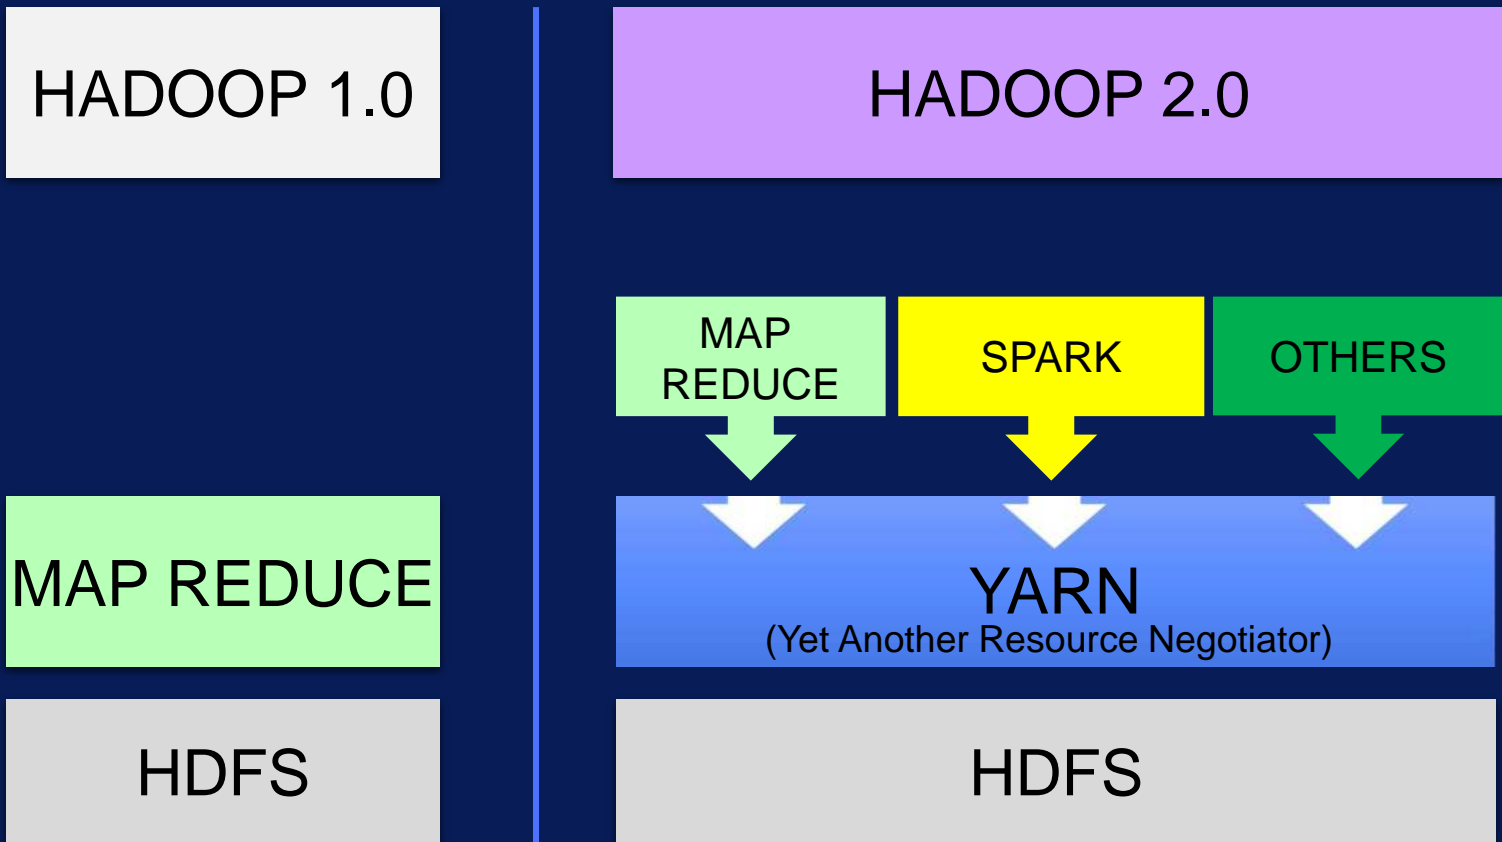 HADOOP 1.0
HADOOP 2.0
MAP
REDUCE
SPARK
OTHERS
MAP REDUCE
YARN
(Yet Another Resource Negotiator)
HDFS
HDFS